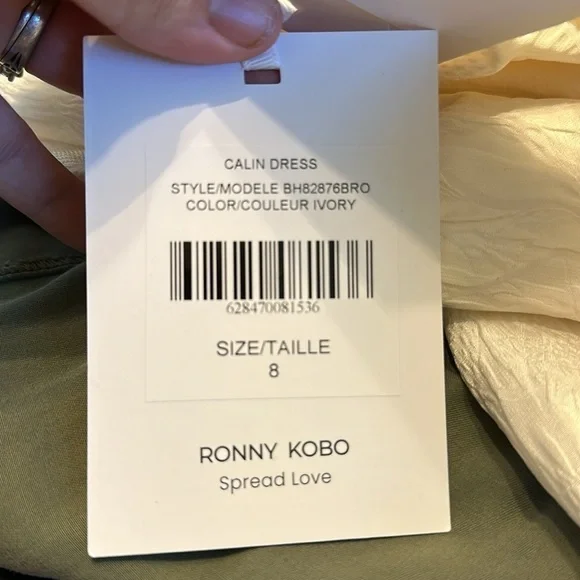 CALIN DRESS
STYLE/MODELE BH82876BRO
COLOR/COULEUR IVORY
628470081536
SIZE/TAILLE
8
RONNY KOBO
Spread Love